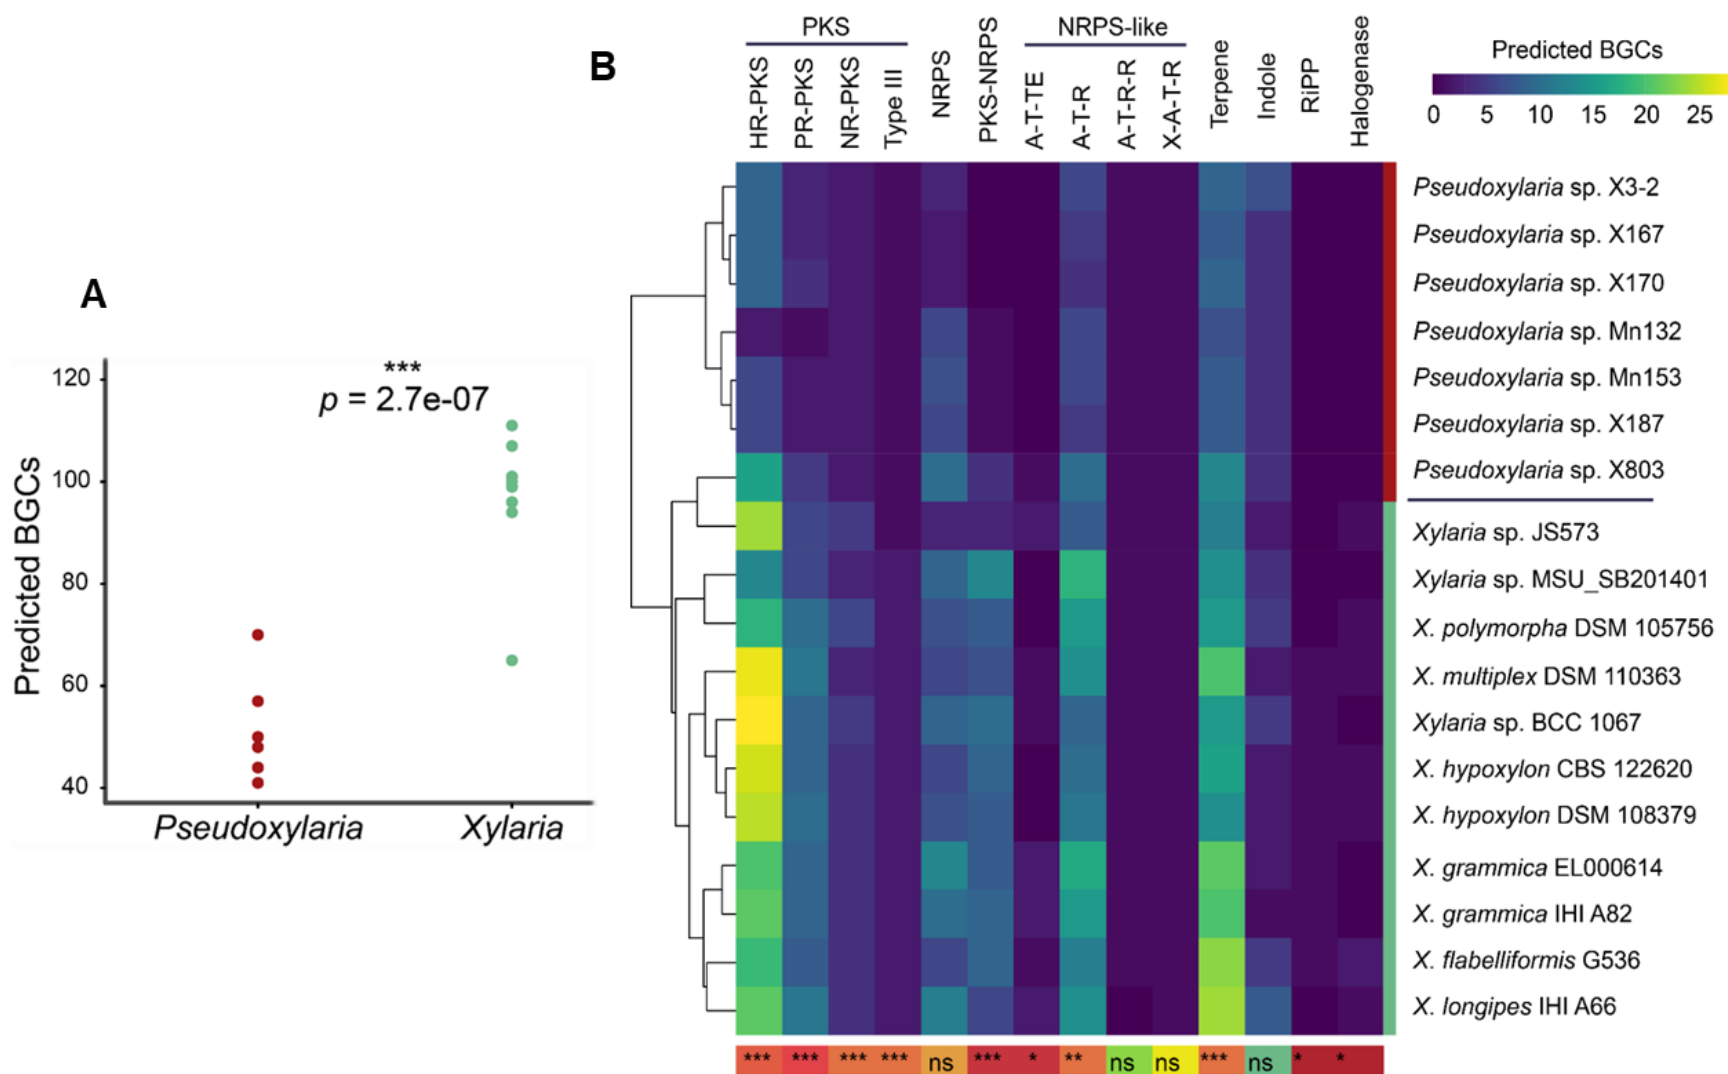 A
***
p = 2.7e-07
Predicted BGCs
120
100
80
60
40
Pseudoxylaria
Xylaria
B
PKS
NRPS-like
HR-PKS
PR-PKS
NR-PKS
Type III
NRPS
PKS-NRPS
A-T-TE
A-T-R
A-T-R-R
X-A-T-R
Terpene
Indole
RiPP
Halogenase
Predicted BGCs
0 5 10 15 20 25
Pseudoxylaria sp. X3-2
Pseudoxylaria sp. X167
Pseudoxylaria sp. X170
Pseudoxylaria sp. Mn132
Pseudoxylaria sp. Mn153
Pseudoxylaria sp. X187
Pseudoxylaria sp. X803
Xylaria sp. JS573
Xylaria sp. MSU_SB201401
X. polymorpha DSM 105756
X. multiplex DSM 110363
Xylaria sp. BCC 1067
X. hypoxylon CBS 122620
X. hypoxylon DSM 108379
X. grammica EL000614
X. grammica IHI A82
X. flabelliformis G536
X. longipes IHI A66
*** *** *** *** ns *** * ** ns ns *** ns * *